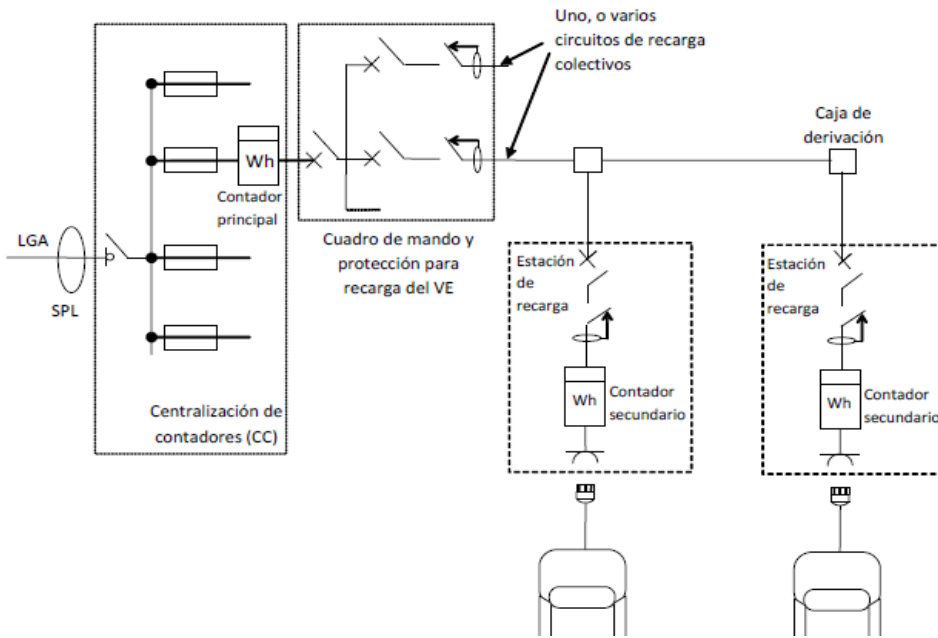 Uno, o varios
circuitos de recarga
colectivos
Caja de
derivación
Wh
Contador
principal
LGA
SPL
Cuadro de mando y
protección para
recarga del VE
Centralización de
contadores (CC)
Estación
de
recarga
Wh
Contador
secundario
Estación
de
recarga
Wh
Contador
secundario